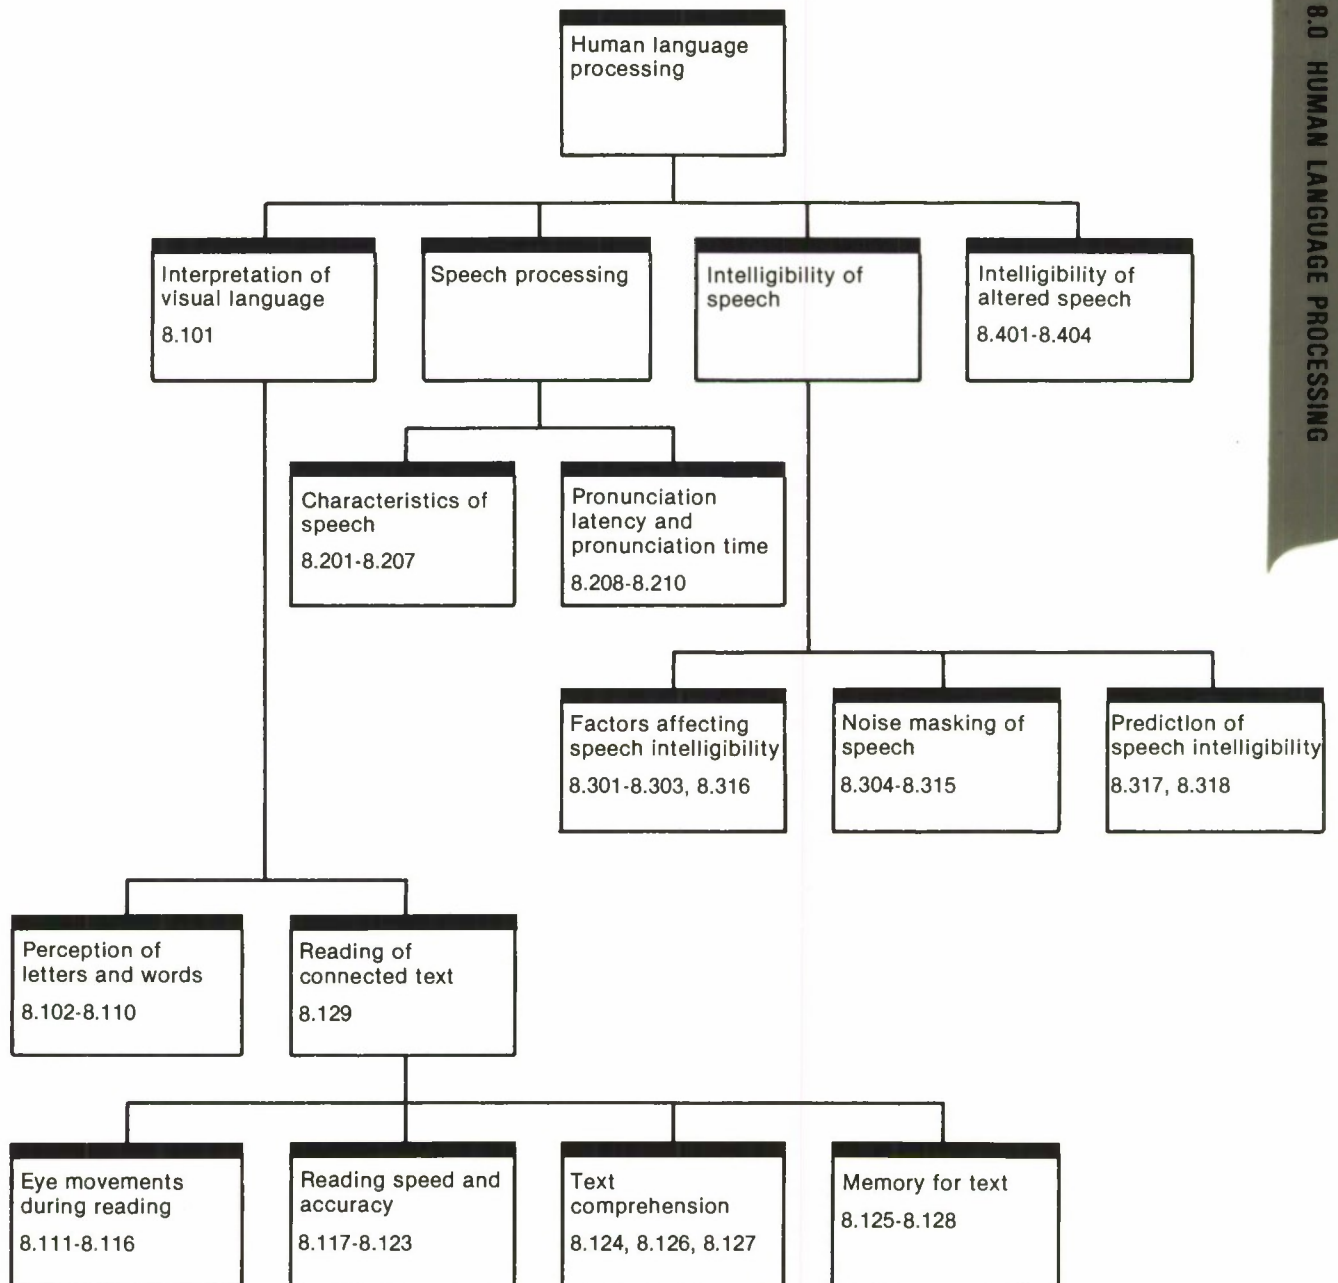 8.0 HUMAN LANGUAGE PROCESSING
Human language
processing
Interpretation of
visual language
8.101
Speech processing
Intelligibility of
speech
Intelligibility of
altered speech
8.401-8.404
Characteristics of
speech
8.201-8.207
Pronunciation
latency and
pronunciation time
8.208-8.210
Factors affecting
speech intelligibility
8.301-8.303, 8.316
Noise masking of
speech
8.304-8.315
Prediction of
speech intelligibility
8.317, 8.318
Perception of
letters and words
8.102-8.110
Reading of
connected text
8.129
Eye movements
during reading
8.111-8.116
Reading speed and
accuracy
8.117-8.123
Text
comprehension
8.124, 8.126, 8.127
Memory for text
8.125-8.128